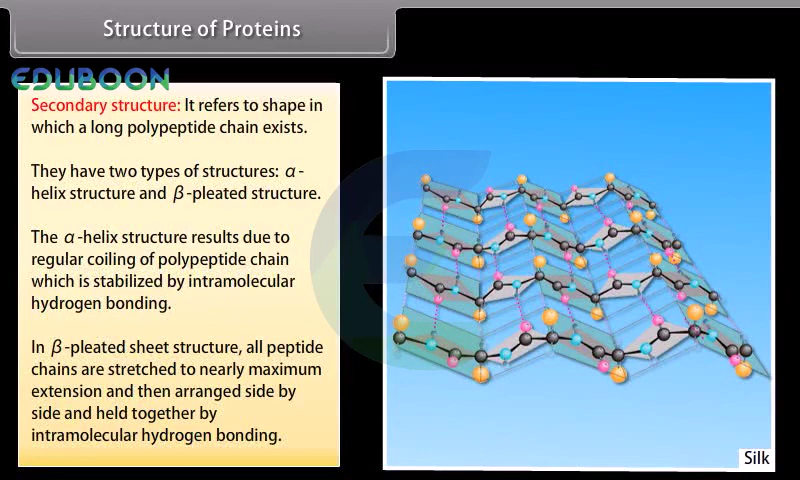 Structure of Proteins
EDUBOON
Secondary structure: It refers to shape in
which a long polypeptide chain exists.
They have two types of structures: α-
helix structure and β-pleated structure.
The α-helix structure results due to
regular coiling of polypeptide chain
which is stabilized by intramolecular
hydrogen bonding.
In β-pleated sheet structure, all peptide
chains are stretched to nearly maximum
extension and then arranged side by
side and held together by
intramolecular hydrogen bonding.
Silk